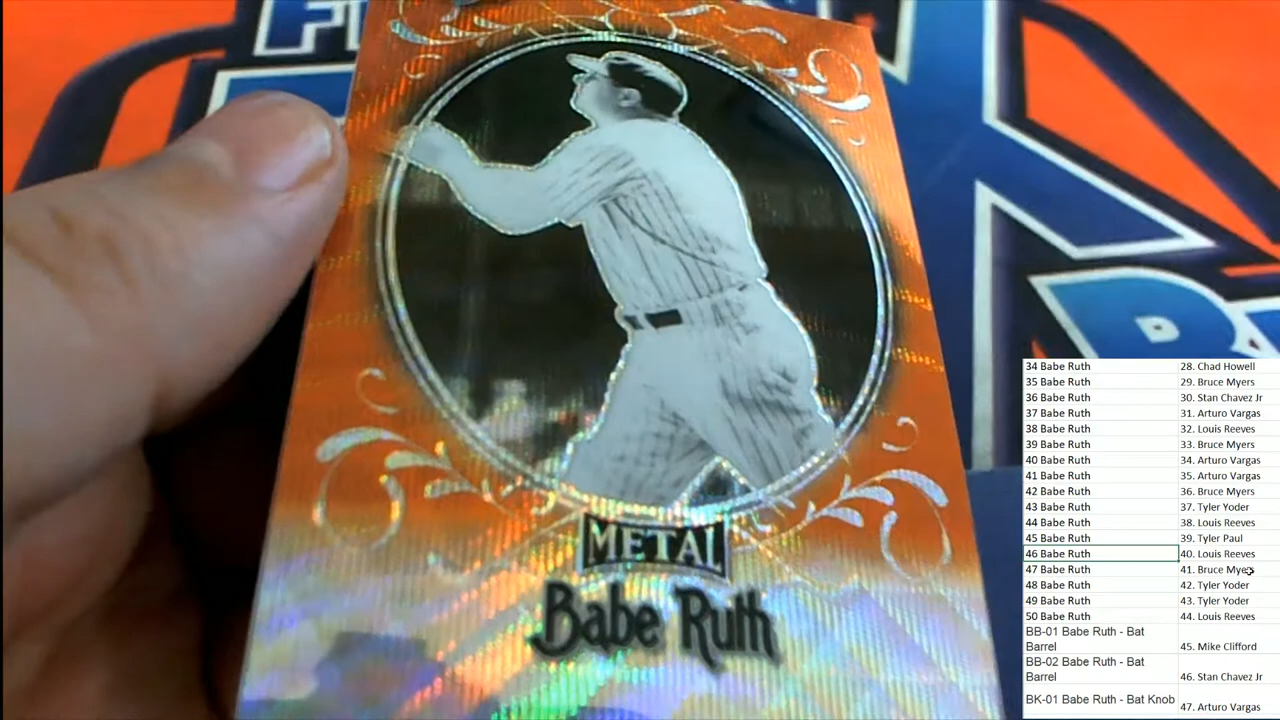 METAL
Babe Ruth
34 Babe Ruth 28. Chad Howell
35 Babe Ruth 29. Bruce Myers
36 Babe Ruth 30. Stan Chavez Jr
37 Babe Ruth 31. Arturo Vargas
38 Babe Ruth 32. Louis Reeves
39 Babe Ruth 33. Bruce Myers
40 Babe Ruth 34. Arturo Vargas
41 Babe Ruth 35. Arturo Vargas
42 Babe Ruth 36. Bruce Myers
43 Babe Ruth 37. Tyler Yoder
44 Babe Ruth 38. Louis Reeves
45 Babe Ruth 39. Tyler Paul
46 Babe Ruth 40. Louis Reeves
47 Babe Ruth 41. Bruce Myers
48 Babe Ruth 42. Tyler Yoder
49 Babe Ruth 43. Tyler Yoder
50 Babe Ruth 44. Louis Reeves
BB-01 Babe Ruth - Bat
Barrel 45. Mike Clifford
BB-02 Babe Ruth - Bat
Barrel 46. Stan Chavez Jr
BK-01 Babe Ruth - Bat Knob 47. Arturo Vargas